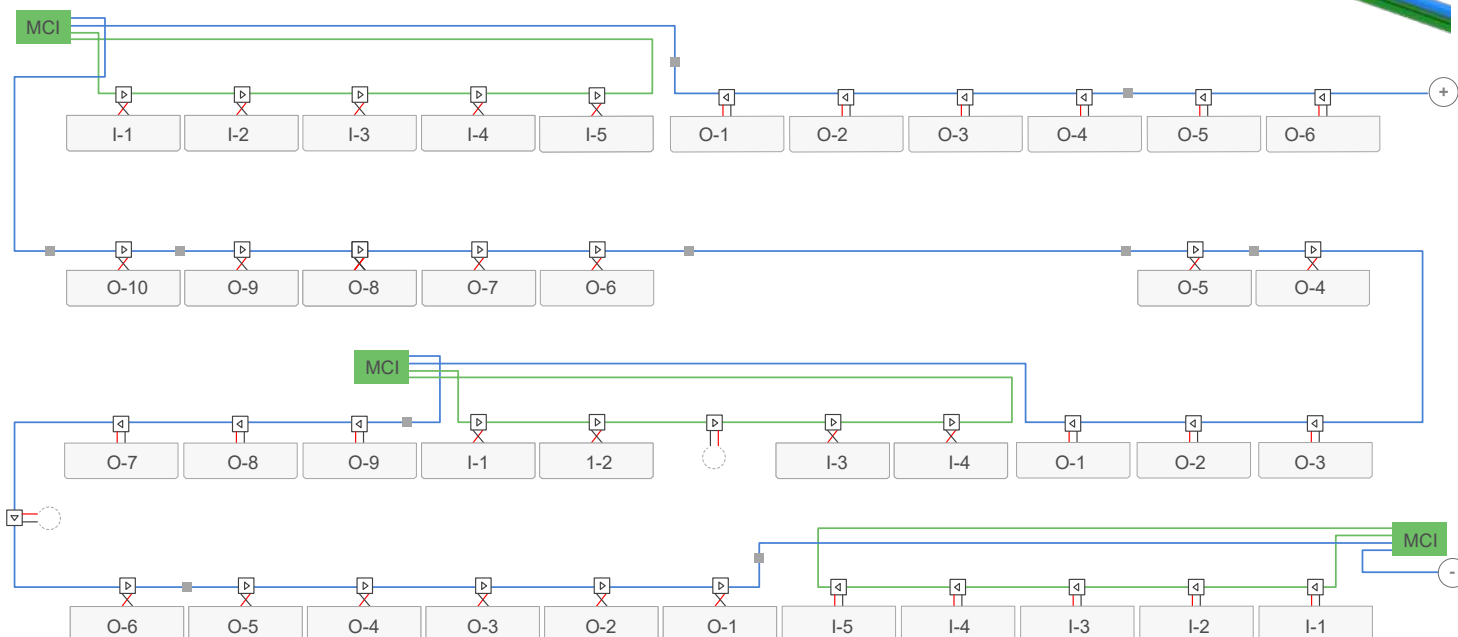 MCI
+
I-1 I-2 I-3 I-4 I-5 O-1 O-2 O-3 O-4 O-5 O-6
O-10 O-9 O-8 O-7 O-6 O-5 O-4
MCI
O-7 O-8 O-9 I-1 1-2 I-3 I-4 O-1 O-2 O-3
MCI
-
O-6 O-5 O-4 O-3 O-2 O-1 I-5 I-4 I-3 I-2 I-1